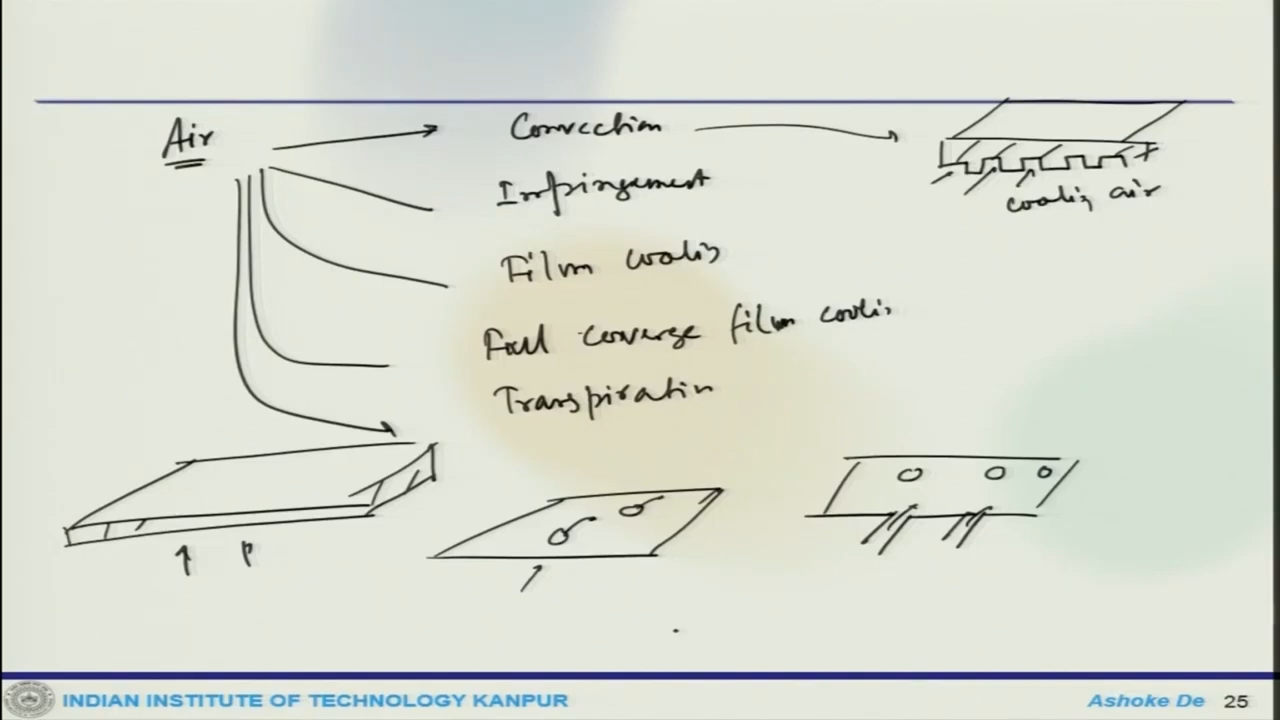 Air
Convection
Impingement
Film cooling
Full converge film cooling
Transpiration
cooling air
INDIAN INSTITUTE OF TECHNOLOGY KANPUR
Ashoke De 25